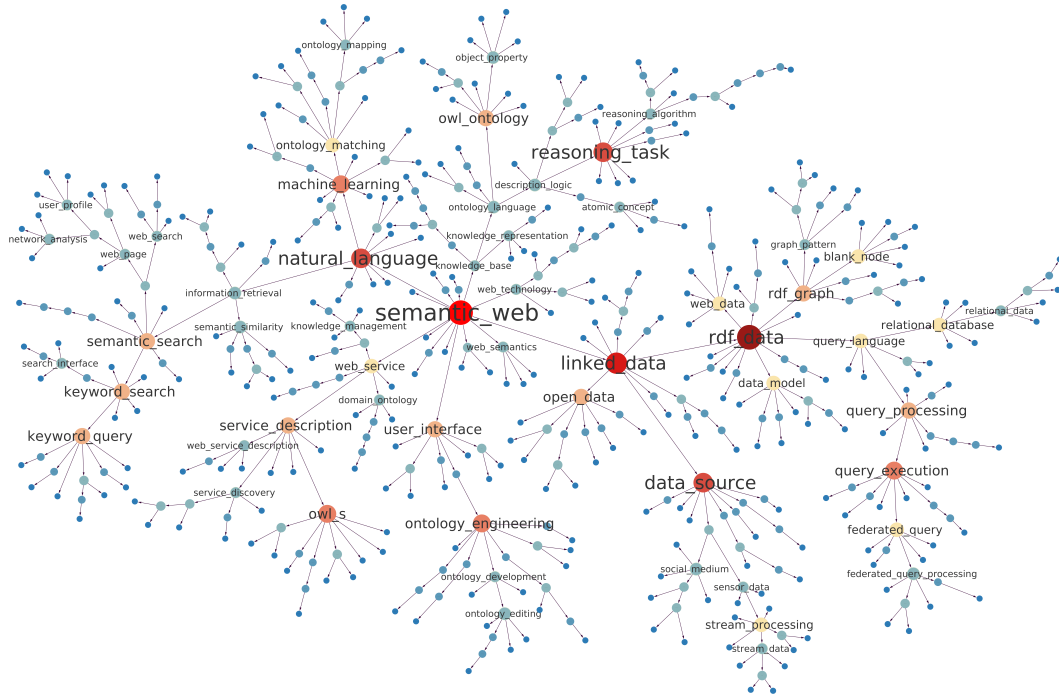 ontology_mapping
object_property
reasoning_algorithm
owl_ontology
ontology_matching
reasoning_task
machine_learning
description_logic
user_profile
ontology_language
atomic_concept
network_analysis
web_search
knowledge_representation
graph_pattern
web_page
natural_language
knowledge_base
blank_node
information_retrieval
web_technology
rdf_graph
web_data
relational_data
semantic_web
semantic_similarity
knowledge_management
relational_database
semantic_search
rdf_data
query_language
web_semantics
search_interface
web_service
linked_data
data_model
keyword_search
domain_ontology
open_data
query_processing
service_description
user_interface
keyword_query
web_service_description
query_execution
data_source
service_discovery
owl_s
ontology_engineering
federated_query
social_medium
ontology_development
federated_query_processing
sensor_data
ontology_editing
stream_processing
stream_data